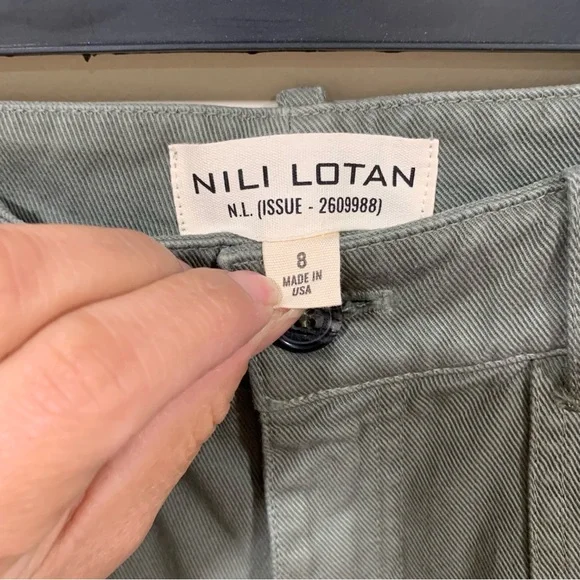 NILI LOTAN
N.L. (ISSUE - 2609988)
8
MADE IN
USA